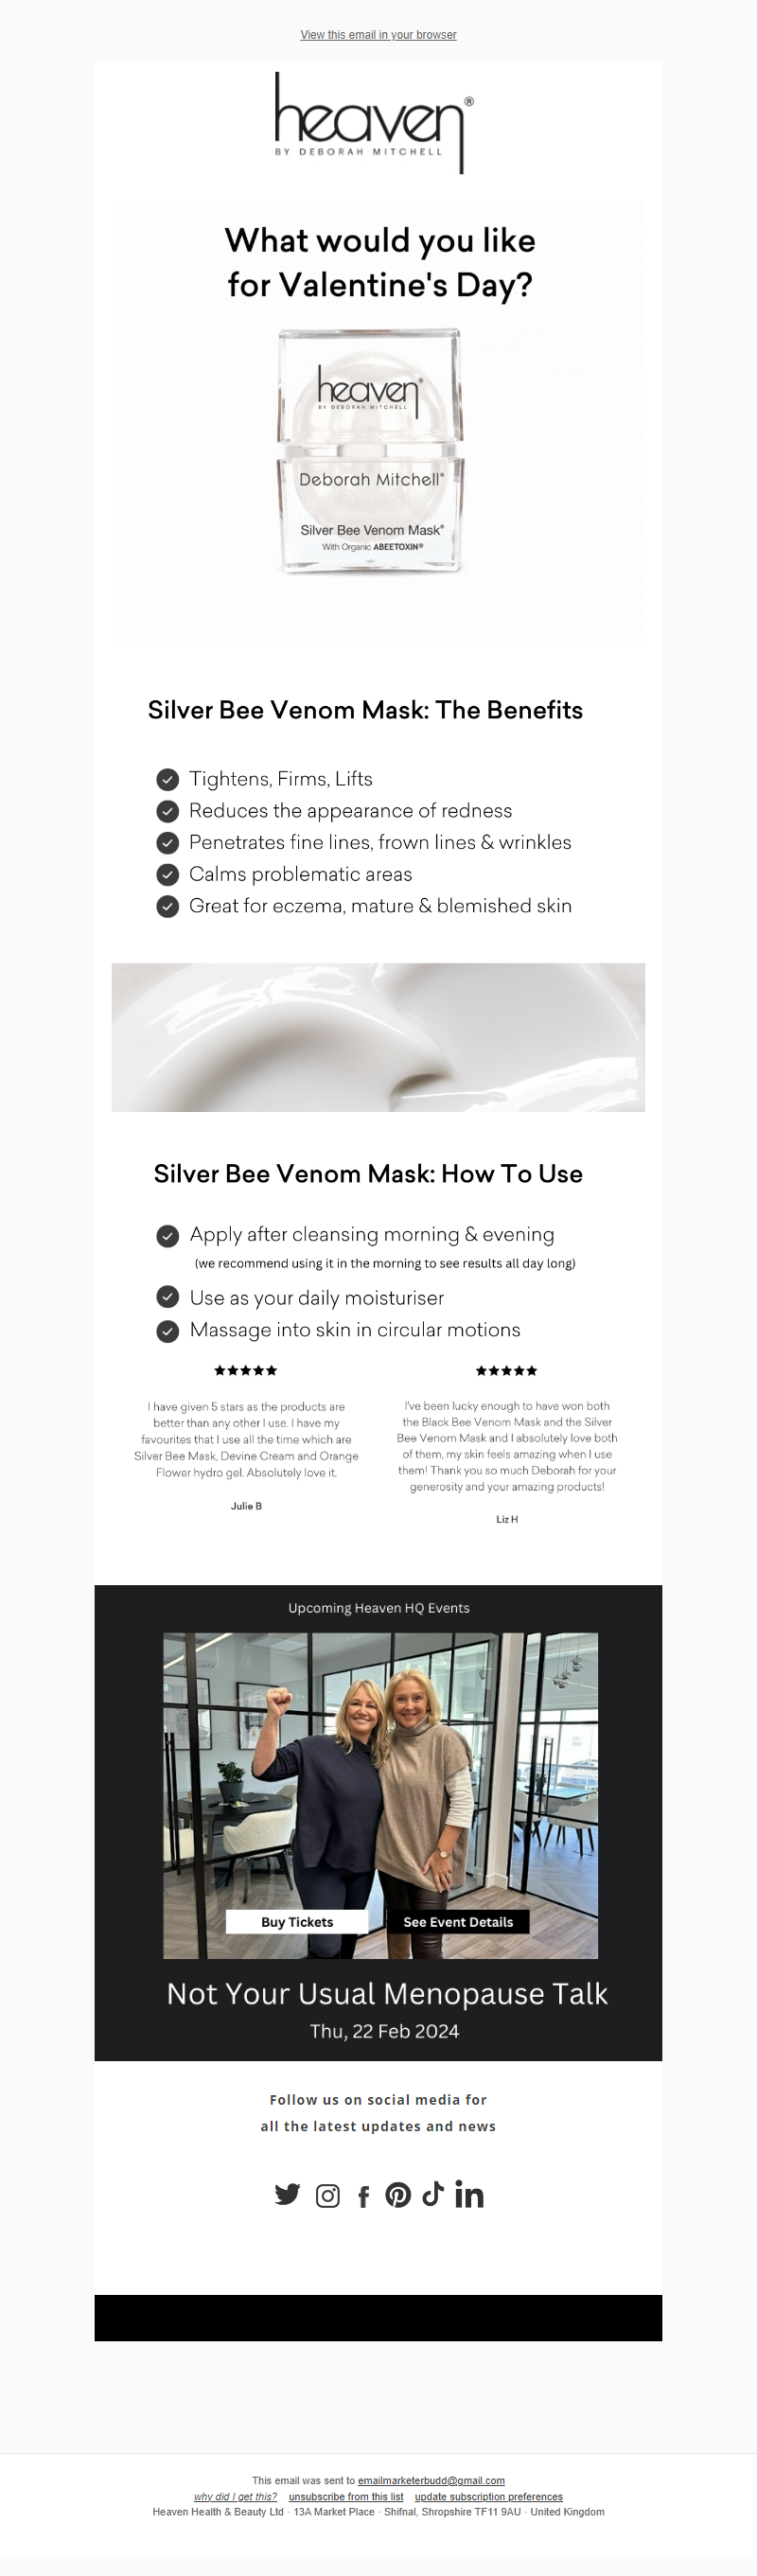 View this email in your browser
heaven®
BY DEBORAH MITCHELL
What would you like
for Valentine's Day?
heaven®
BY DEBORAH MITCHELL
Deborah Mitchell®
Silver Bee Venom Mask®
With Organic ABEETOXIN®
Silver Bee Venom Mask: The Benefits
Tightens, Firms, Lifts
Reduces the appearance of redness
Penetrates fine lines, frown lines & wrinkles
Calms problematic areas
Great for eczema, mature & blemished skin
Silver Bee Venom Mask: How To Use
Apply after cleansing morning & evening
(we recommend using it in the morning to see results all day long)
Use as your daily moisturiser
Massage into skin in circular motions
★★★★★
I have given 5 stars as the products are
better than any other I use. I have my
favourites that I use all the time which are
Silver Bee Mask, Devine Cream and Orange
Flower hydro gel. Absolutely love it.
Julie B
★★★★★
I've been lucky enough to have won both
the Black Bee Venom Mask and the Silver
Bee Venom Mask and I absolutely love both
of them, my skin feels amazing when I use
them! Thank you so much Deborah for your
generosity and your amazing products!
Liz H
Upcoming Heaven HQ Events
Buy Tickets
See Event Details
Not Your Usual Menopause Talk
Thu, 22 Feb 2024
Follow us on social media for
all the latest updates and news
This email was sent to emailmarketerbudd@gmail.com
why did I get this? unsubscribe from this list update subscription preferences
Heaven Health & Beauty Ltd · 13A Market Place · Shifnal, Shropshire TF11 9AU · United Kingdom